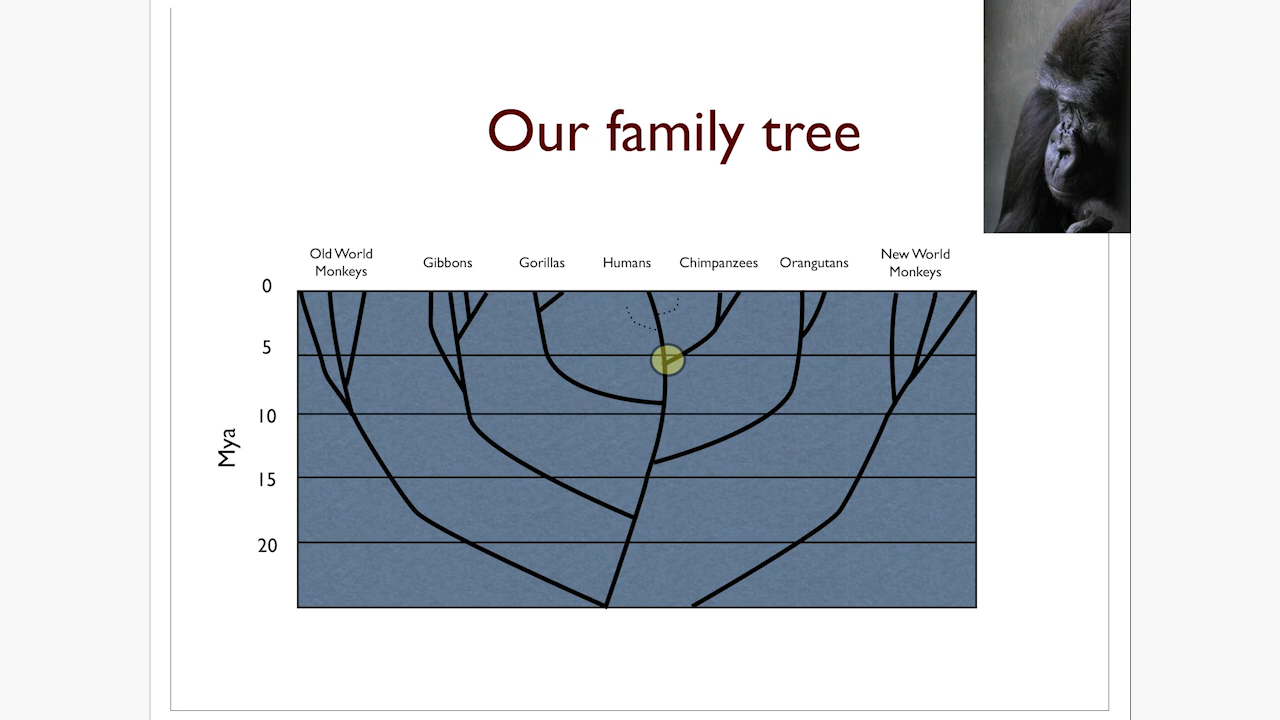 Our family tree
Old World
Monkeys
Gibbons
Gorillas
Humans
Chimpanzees
Orangutans
New World
Monkeys
0
5
10
15
20
Mya